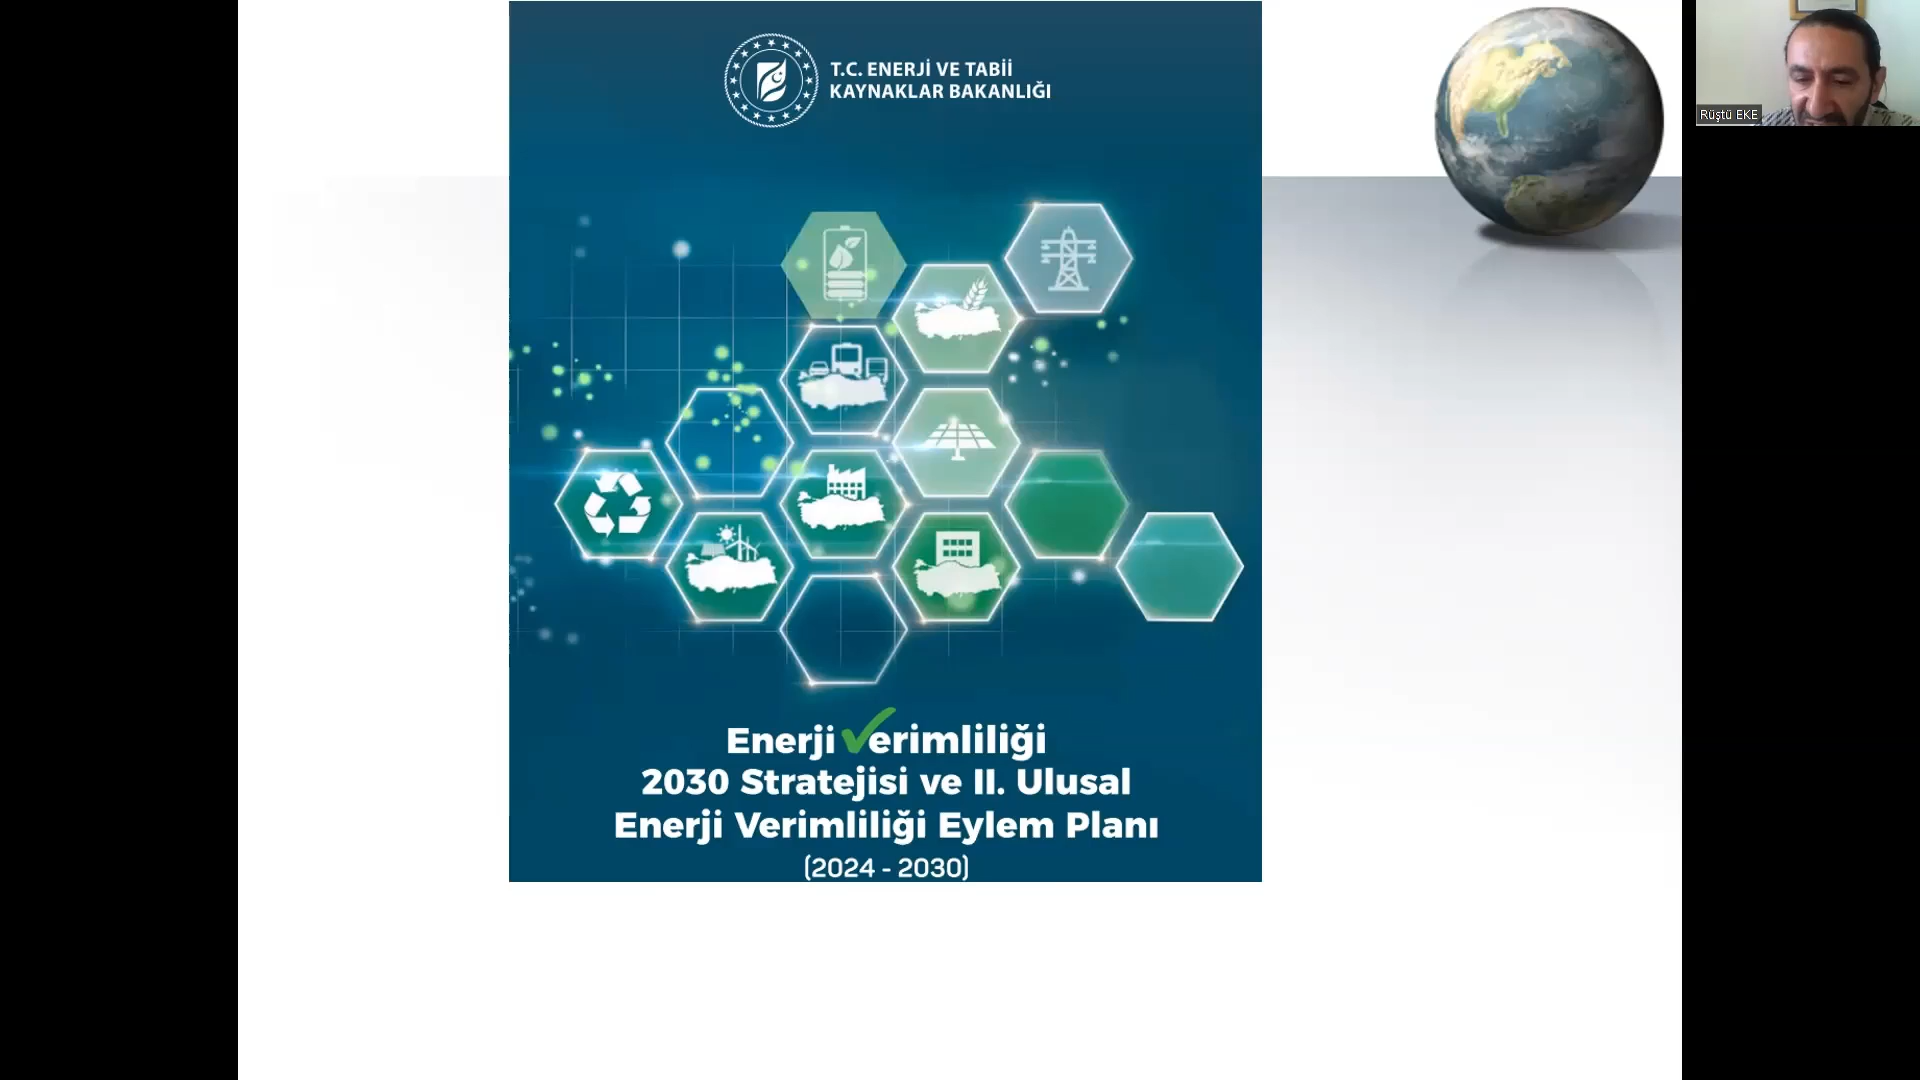 T.C. ENERJİ VE TABİİ
KAYNAKLAR BAKANLIĞI
Rüştü EKE
Enerji Verimliliği
2030 Stratejisi ve II. Ulusal
Enerji Verimliliği Eylem Planı
(2024 - 2030)